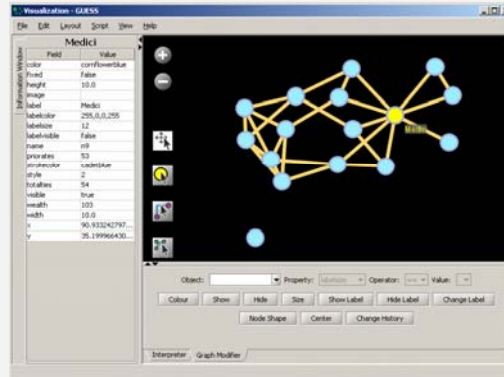 Visualization - GUESS
File Edit Layout Script View Help
Information Window
Medici
Field Value
color cornflowerblue
fixed false
height 10.0
image
label Medici
labelcolor 255,0,0,255
labelsize 12
labelvisible false
name n9
priorates 53
strokecolor cadetblue
style 2
totalties 54
visible true
wealth 103
width 10.0
x 90.933242797...
y 35.199966430...
Medici
Object: Property: labelsize Operator: == Value:
Colour Show Hide Size Show Label Hide Label Change Label
Node Shape Center Change History
Interpreter Graph Modifier